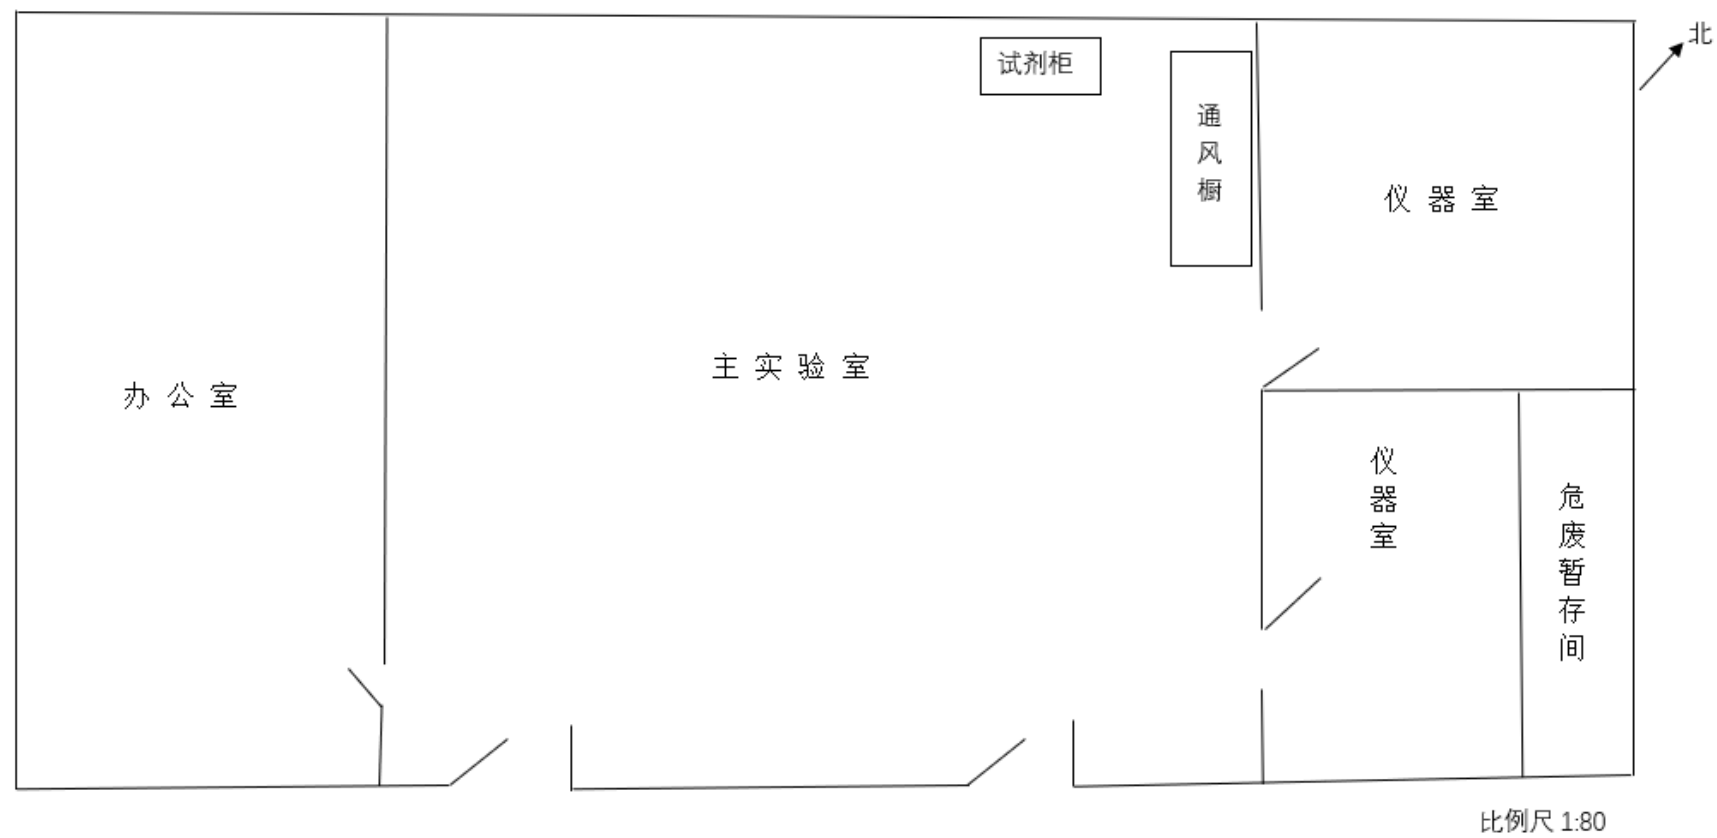 北
试剂柜
通风橱
仪器室
主实验室
办公室
仪器室
危废暂存间
比例尺 1:80